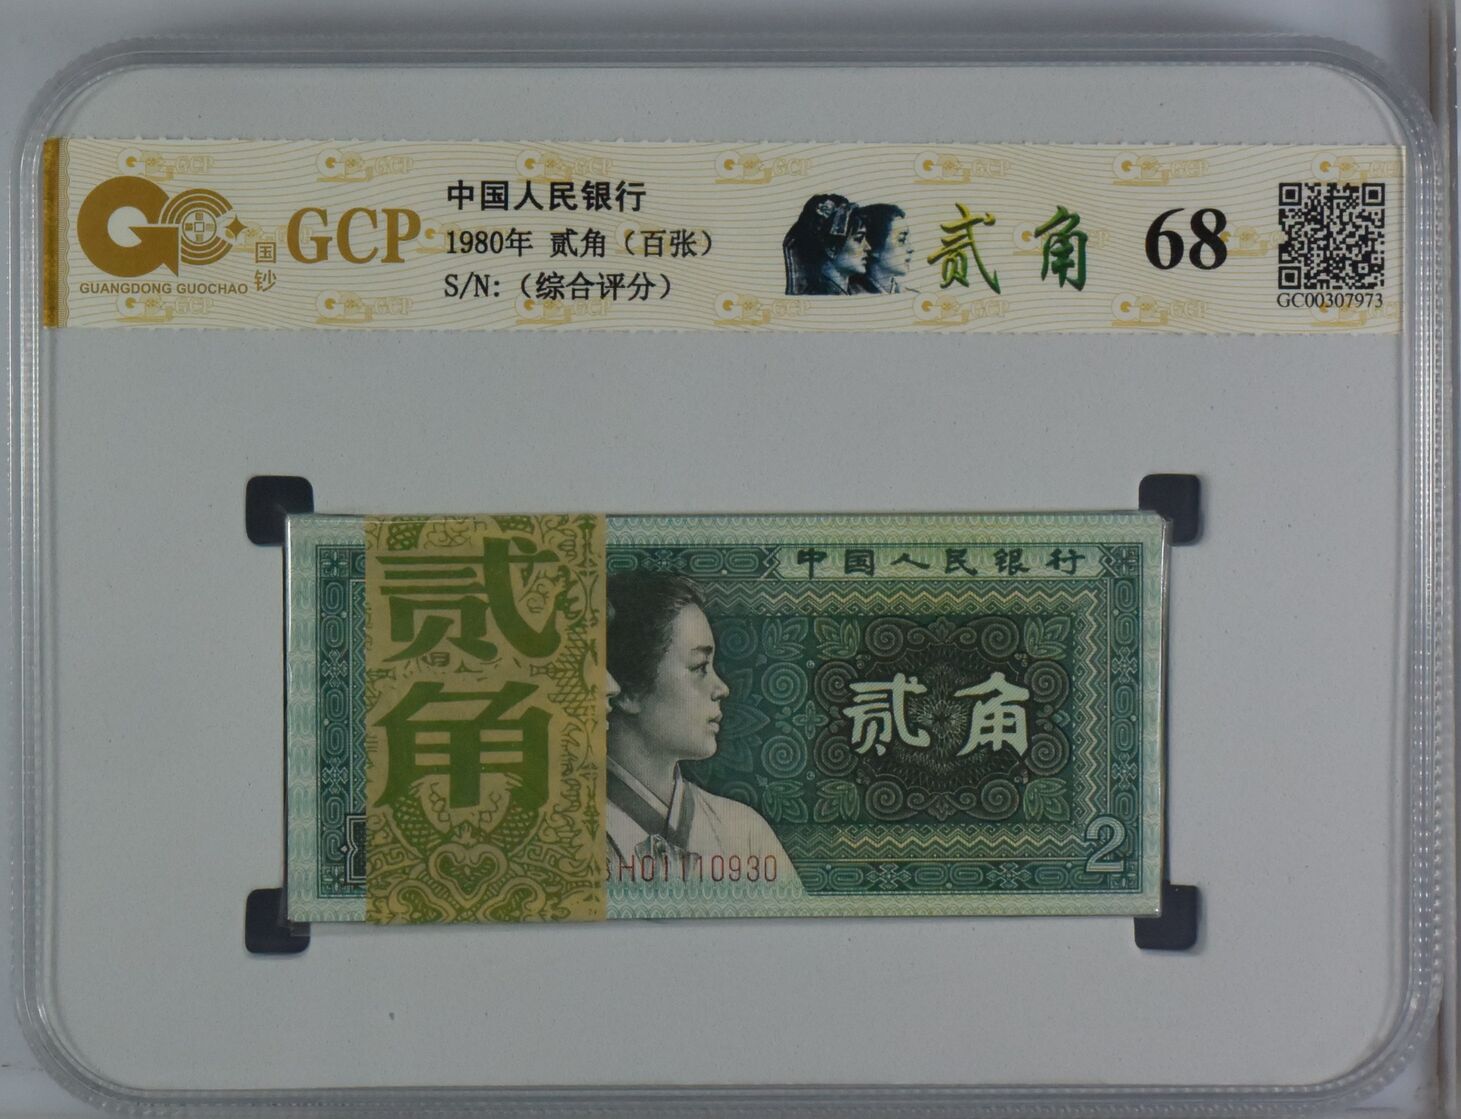 GUANGDONG GUOCHAO
国钞
GCP
中国人民银行
1980年 贰角（百张）
S/N:（综合评分）
贰角
68
GC00307973
中国人民银行
贰角
贰角
H01110930
2